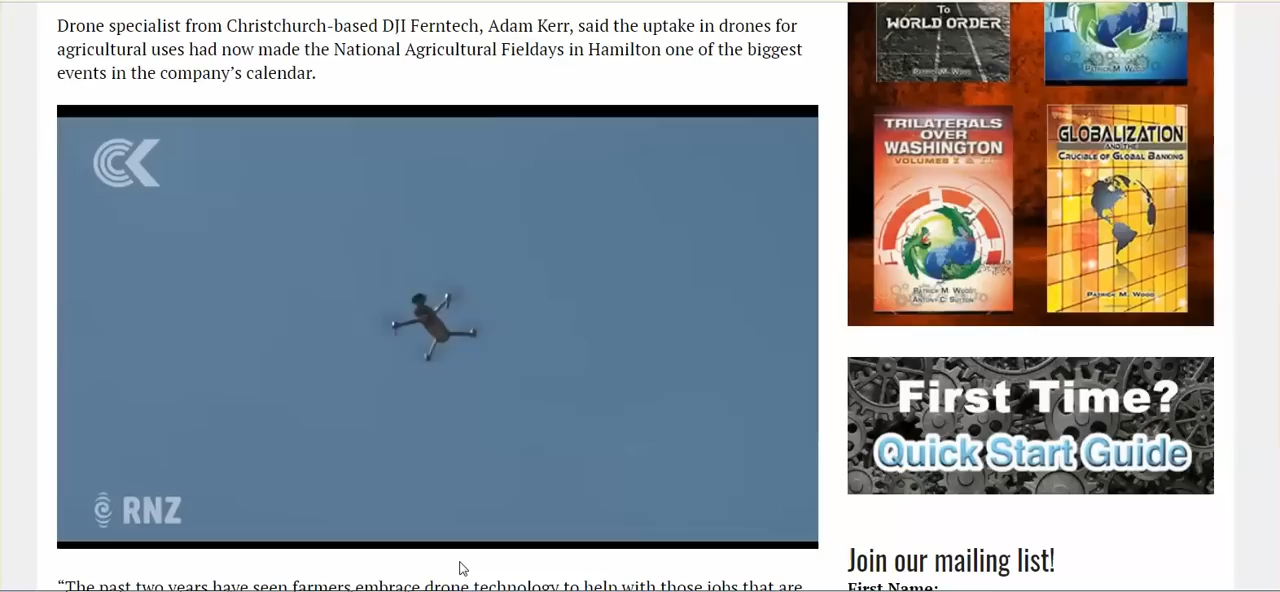 Drone specialist from Christchurch-based DJI Ferntech, Adam Kerr, said the uptake in drones for
agricultural uses had now made the National Agricultural Fieldays in Hamilton one of the biggest
events in the company’s calendar.
CK
RNZ
“The past two years have seen farmers embrace drone technology to help with those jobs that are
To
WORLD ORDER
PATRICK M. WOOD
PATRICK M. WOOD
TRILATERALS
OVER
WASHINGTON
VOLUMES I & II
PATRICK M. WOOD
ANTONY C. SUTTON
GLOBALIZATION
AND THE
CRUCIBLE OF GLOBAL BANKING
PATRICK M. WOOD
First Time?
Quick Start Guide
Join our mailing list!
First Name: